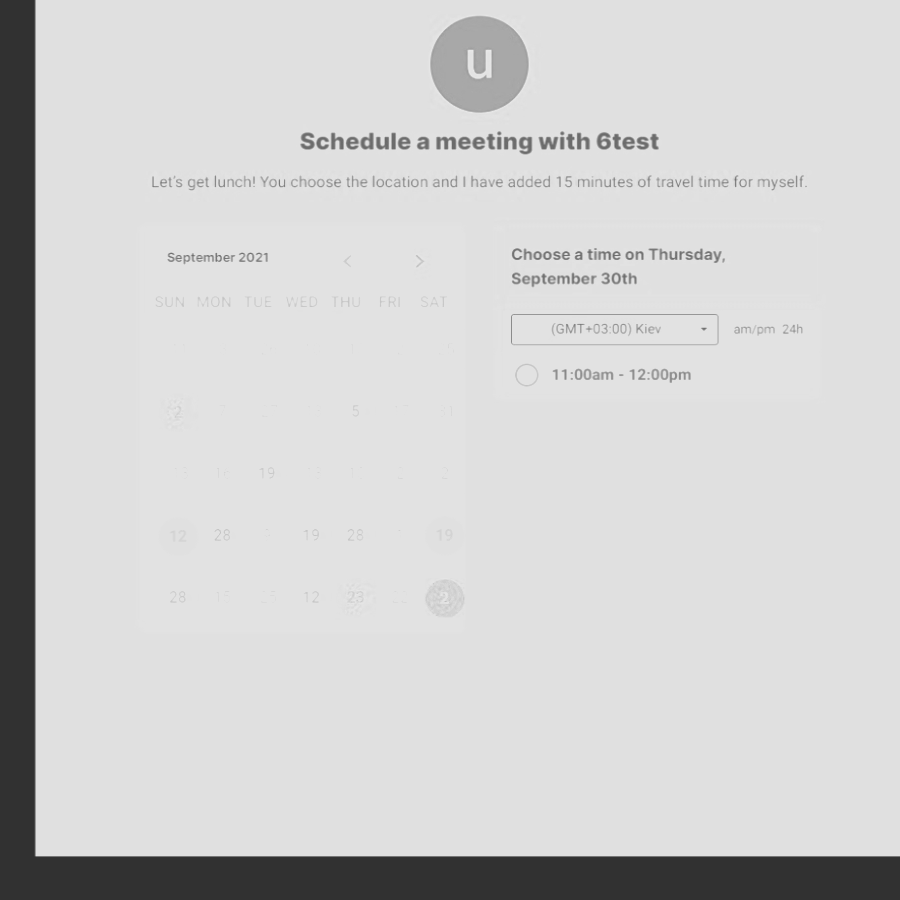 u
Schedule a meeting with 6test
Let's get lunch! You choose the location and I have added 15 minutes of travel time for myself.
September 2021
SUN MON TUE WED THU FRI SAT
5
19
12 28 19 28 19
28 12 23 2
Choose a time on Thursday,
September 30th
(GMT+03:00) Kiev am/pm 24h
11:00am - 12:00pm